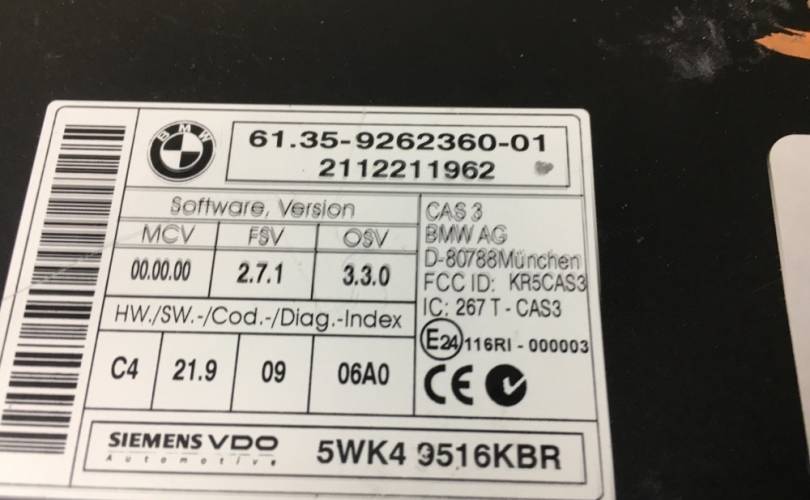 BMW
61.35-9262360-01
2112211962
Software, Version
MCV FSV OSV
00.00.00 2.7.1 3.3.0
HW./SW.-/Cod.-/Diag.-Index
C4 21.9 09 06A0
CAS 3
BMW AG
D-80788München
FCC ID: KR5CAS3
IC: 267 T - CAS3
E24 116RI - 000003
CE
SIEMENS VDO
Automotive
5WK4 9516KBR